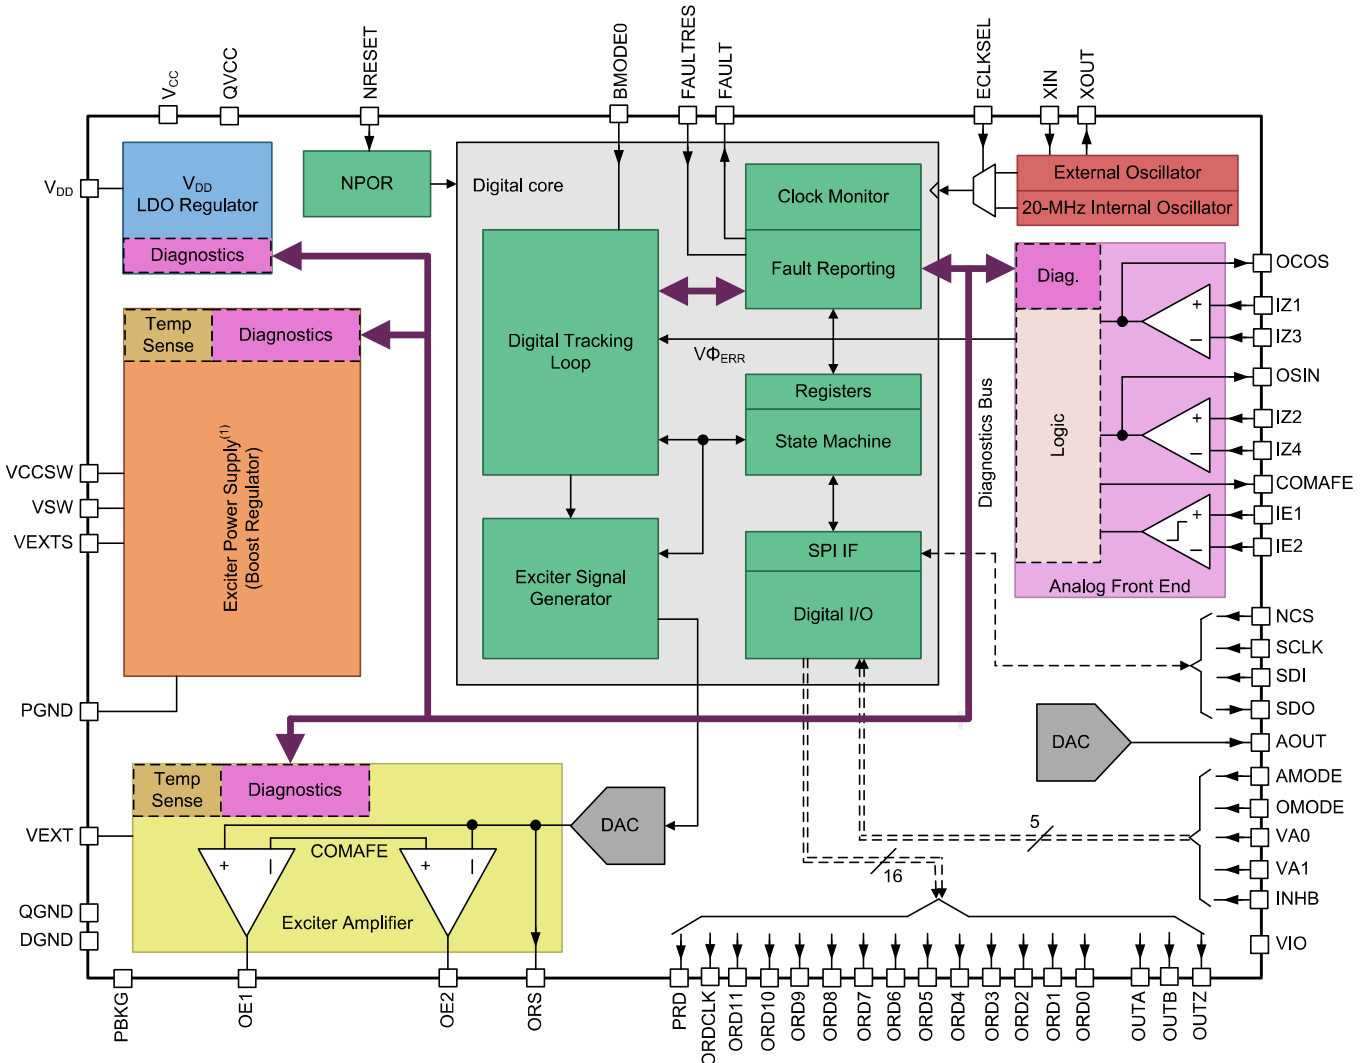 VCC
QVCC
NRESET
BMODE0
FAULTRES
FAULT
ECLKSEL
XIN
XOUT
VDD
VDD
LDO Regulator
Diagnostics
NPOR
Digital core
Clock Monitor
Fault Reporting
External Oscillator
20-MHz Internal Oscillator
Temp
Sense
Diagnostics
Exciter Power Supply(1)
(Boost Regulator)
VCCSW
VSW
VEXTS
PGND
Digital Tracking
Loop
VΦERR
Registers
State Machine
Exciter Signal
Generator
SPI IF
Digital I/O
Diagnostics Bus
Diag.
Logic
Analog Front End
+
−
+
−
+
−
OCOS
IZ1
IZ3
OSIN
IZ2
IZ4
COMAFE
IE1
IE2
NCS
SCLK
SDI
SDO
DAC
AOUT
AMODE
OMODE
VA0
VA1
INHB
VIO
5
16
Temp
Sense
Diagnostics
DAC
VEXT
+
−
COMAFE
+
−
Exciter Amplifier
QGND
DGND
PBKG
OE1
OE2
ORS
PRD
ORDCLK
ORD11
ORD10
ORD9
ORD8
ORD7
ORD6
ORD5
ORD4
ORD3
ORD2
ORD1
ORD0
OUTA
OUTB
OUTZ